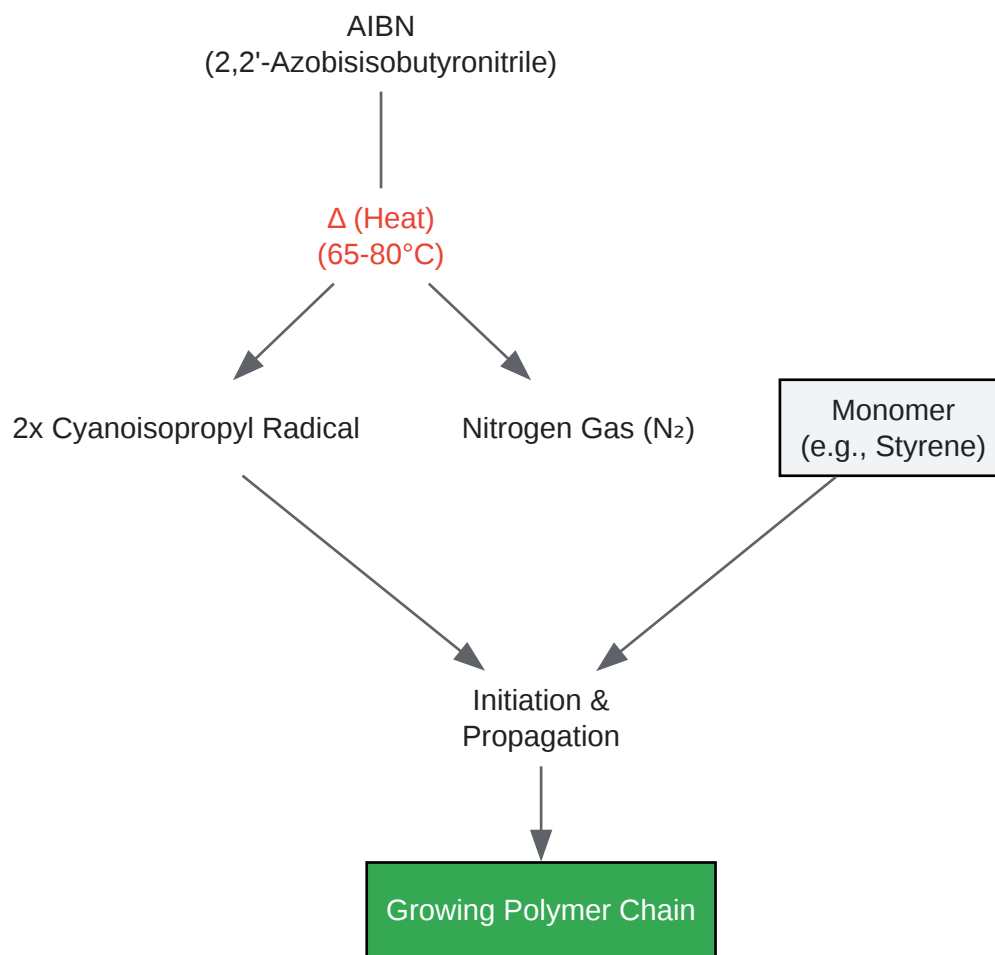 AIBN
(2,2'-Azobisisobutyronitrile)
Δ (Heat)
(65-80°C)
2x Cyanoisopropyl Radical
Nitrogen Gas (N₂)
Monomer
(e.g., Styrene)
Initiation &
Propagation
Growing Polymer Chain